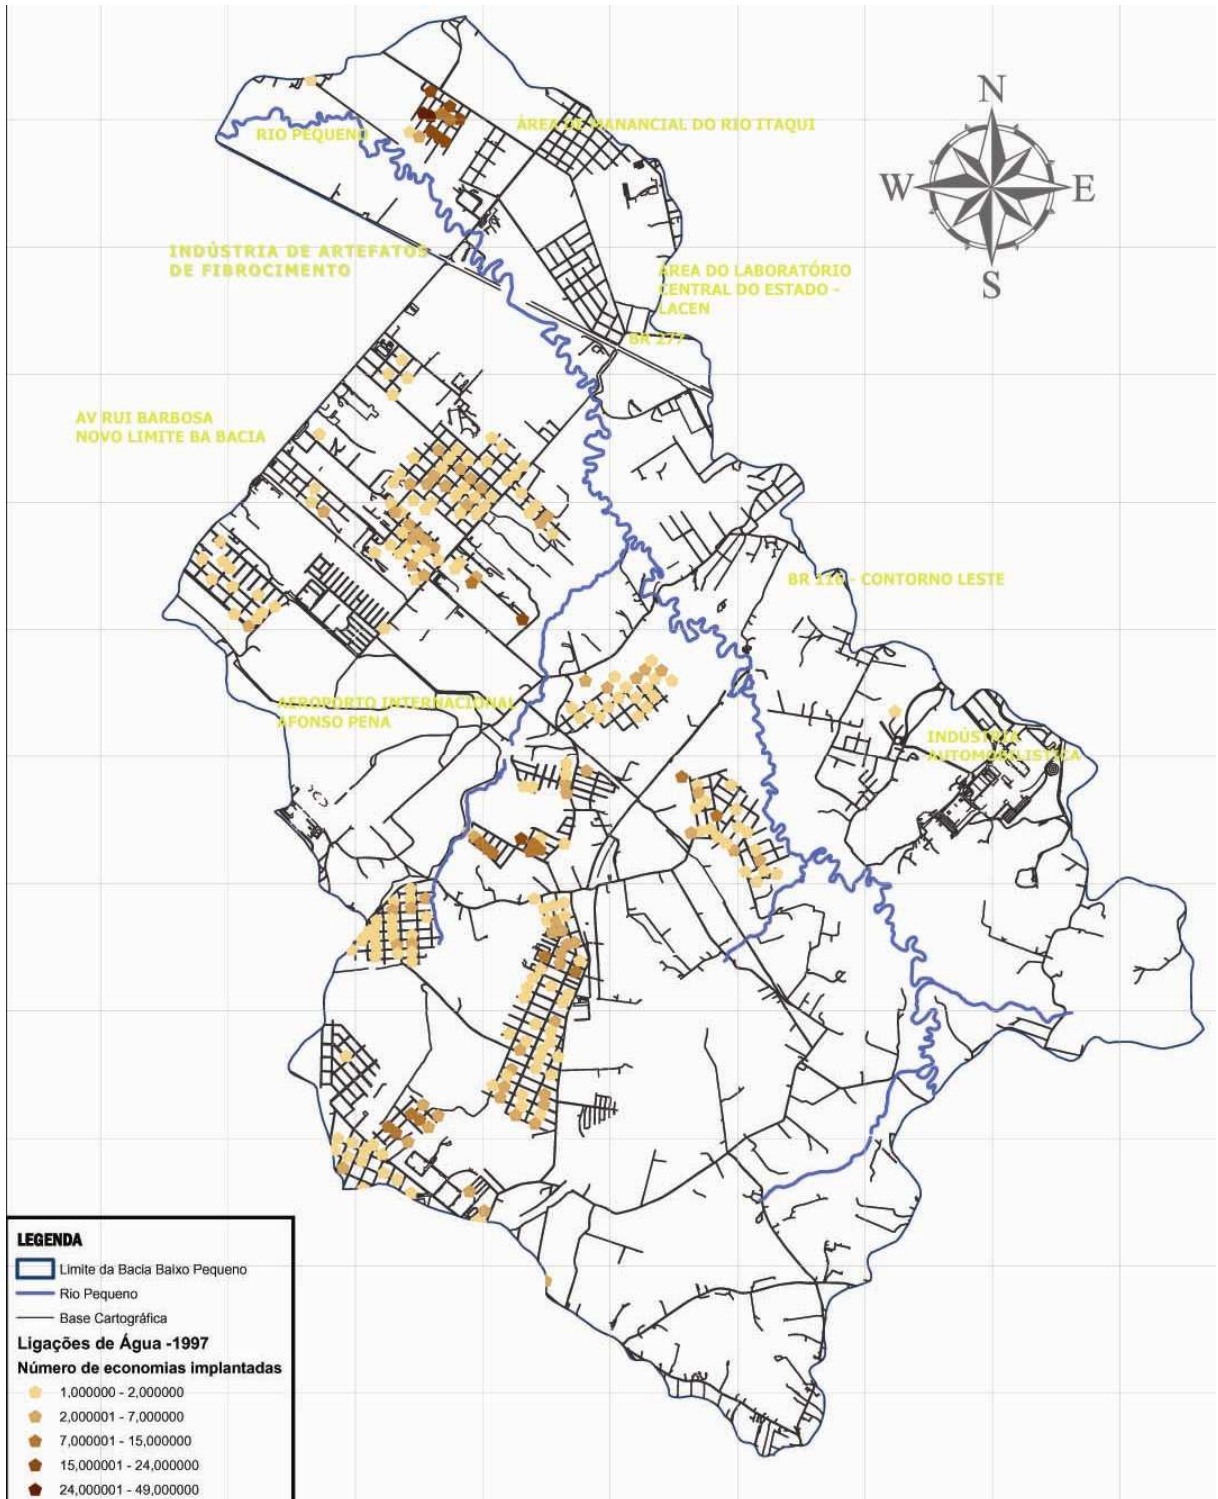 N
W
E
S
RIO PEQUENO
ÁREA DE MANANCIAL DO RIO ITAQUI
INDÚSTRIA DE ARTEFATOS
DE FIBROCIMENTO
ÁREA DO LABORATÓRIO
CENTRAL DO ESTADO -
LACEN
BR 277
AV RUI BARBOSA
NOVO LIMITE BA BACIA
BR 116 - CONTORNO LESTE
AEROPORTO INTERNACIONAL
AFONSO PENA
INDÚSTRIA
AUTOMOBILISTICA
LEGENDA
Limite da Bacia Baixo Pequeno
Rio Pequeno
Base Cartográfica
Ligações de Água -1997
Número de economias implantadas
1,000000 - 2,000000
2,000001 - 7,000000
7,000001 - 15,000000
15,000001 - 24,000000
24,000001 - 49,000000